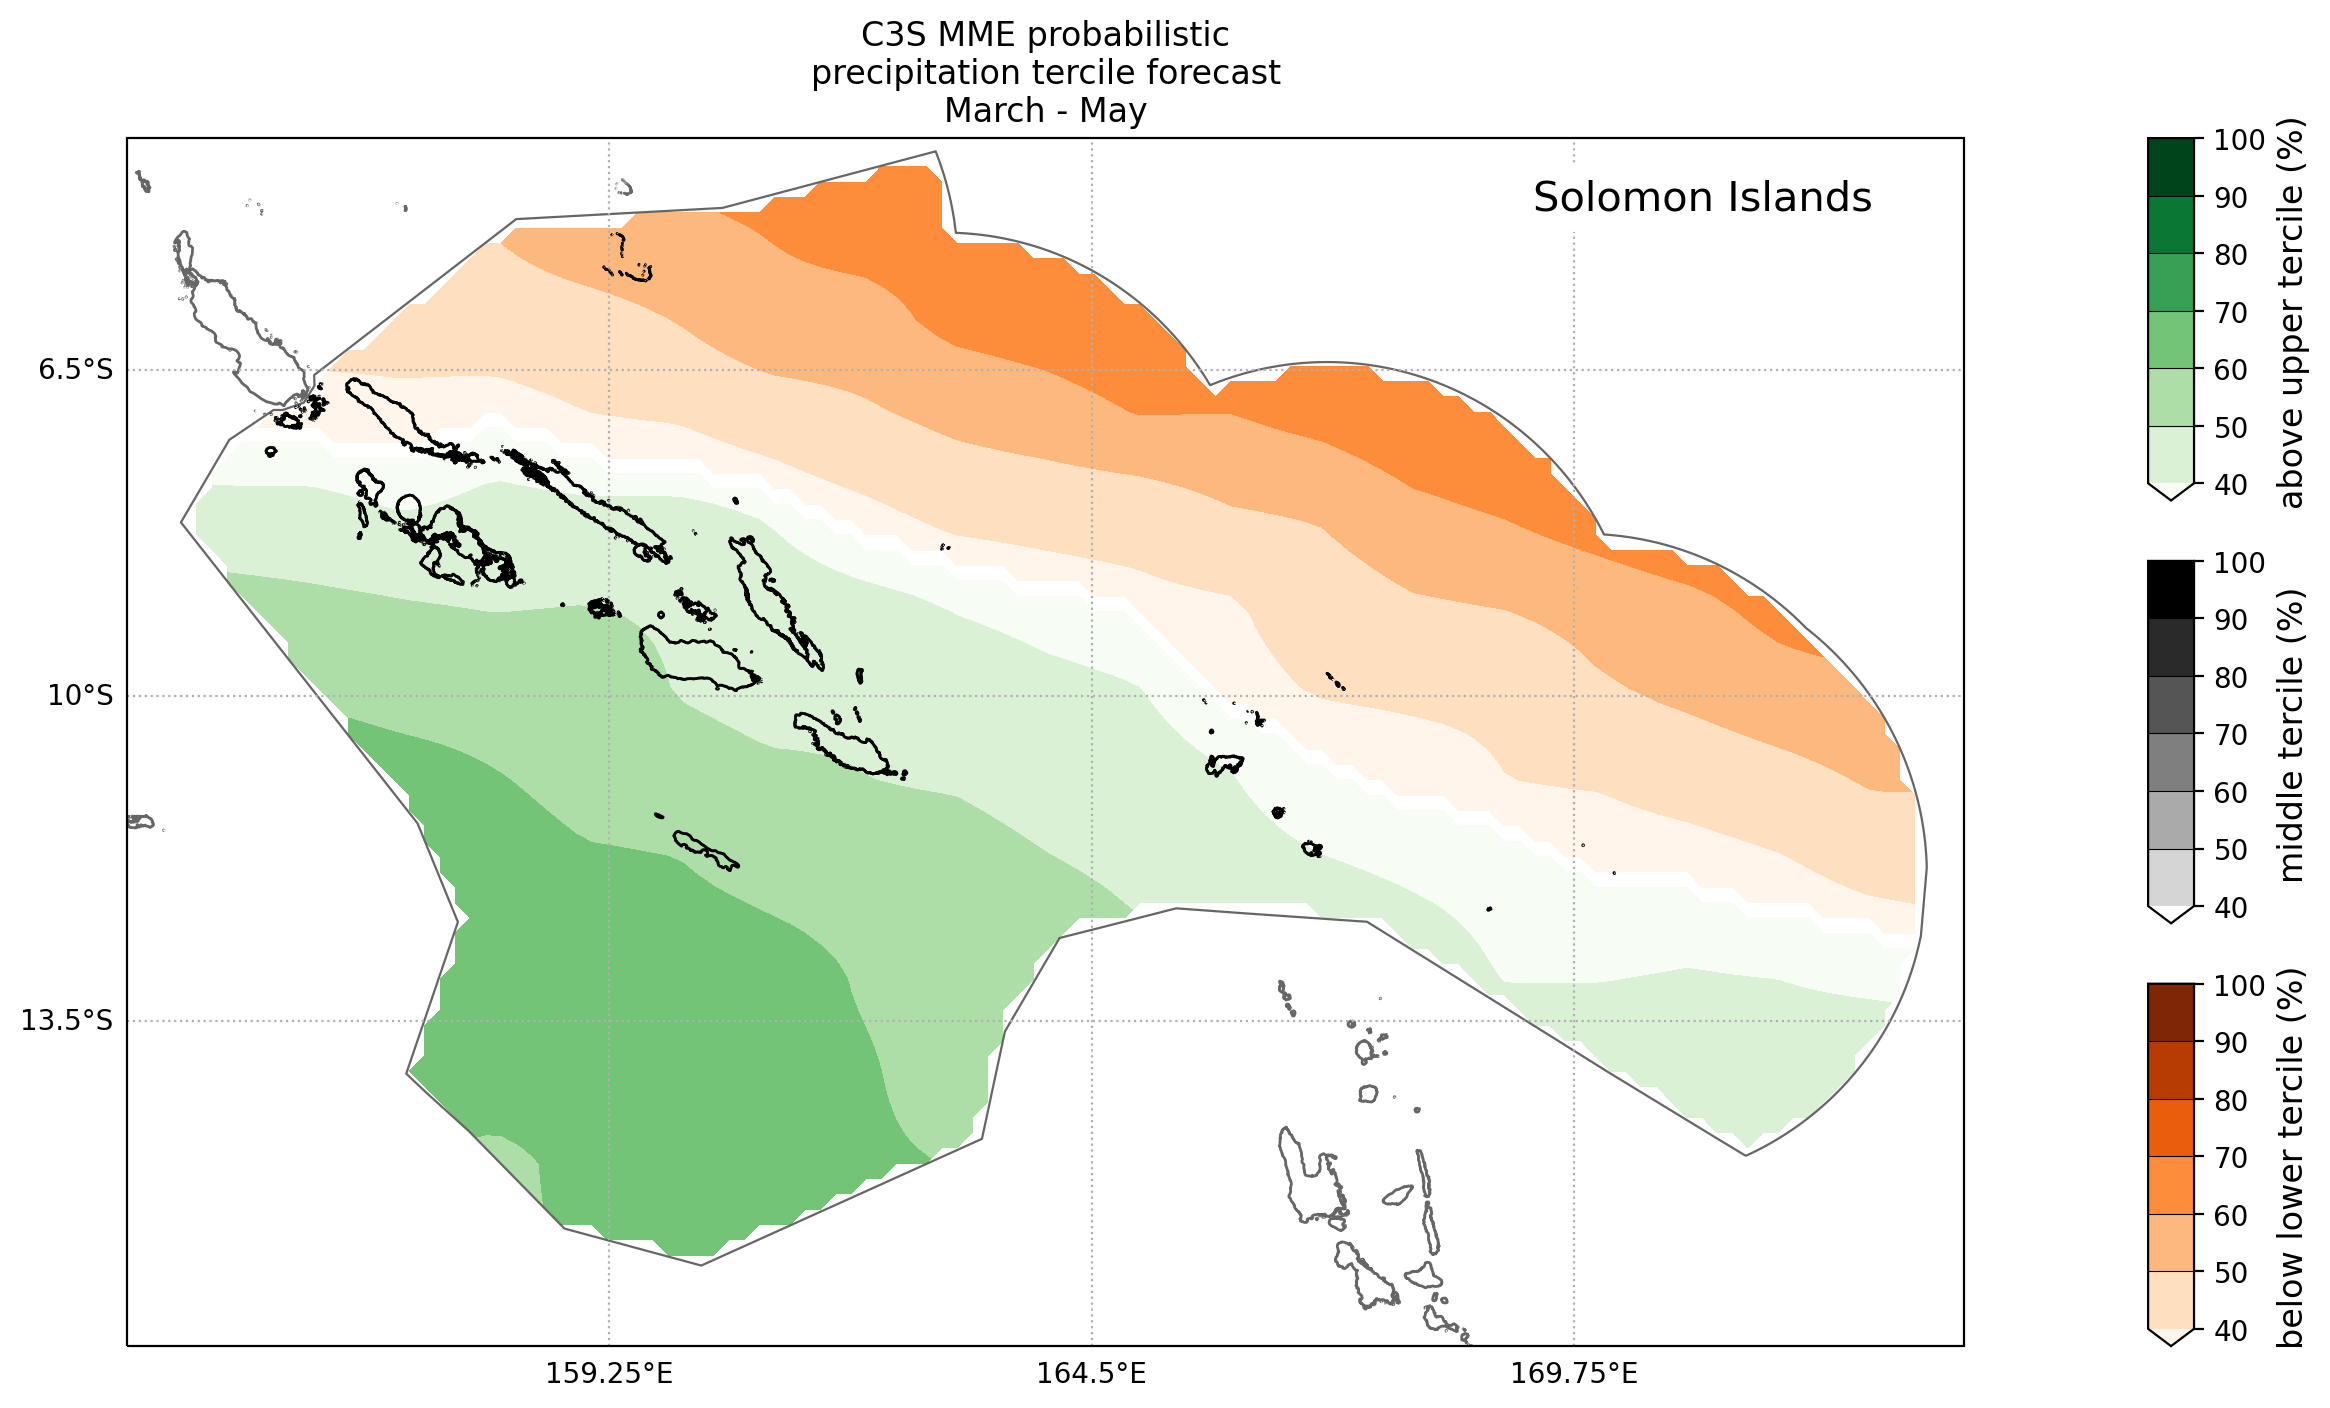 C3S MME probabilistic
precipitation tercile forecast
March - May
Solomon Islands
6.5°S
10°S
13.5°S
159.25°E
164.5°E
169.75°E
100
90
80
70
60
50
40
above upper tercile (%)
100
90
80
70
60
50
40
middle tercile (%)
100
90
80
70
60
50
40
below lower tercile (%)